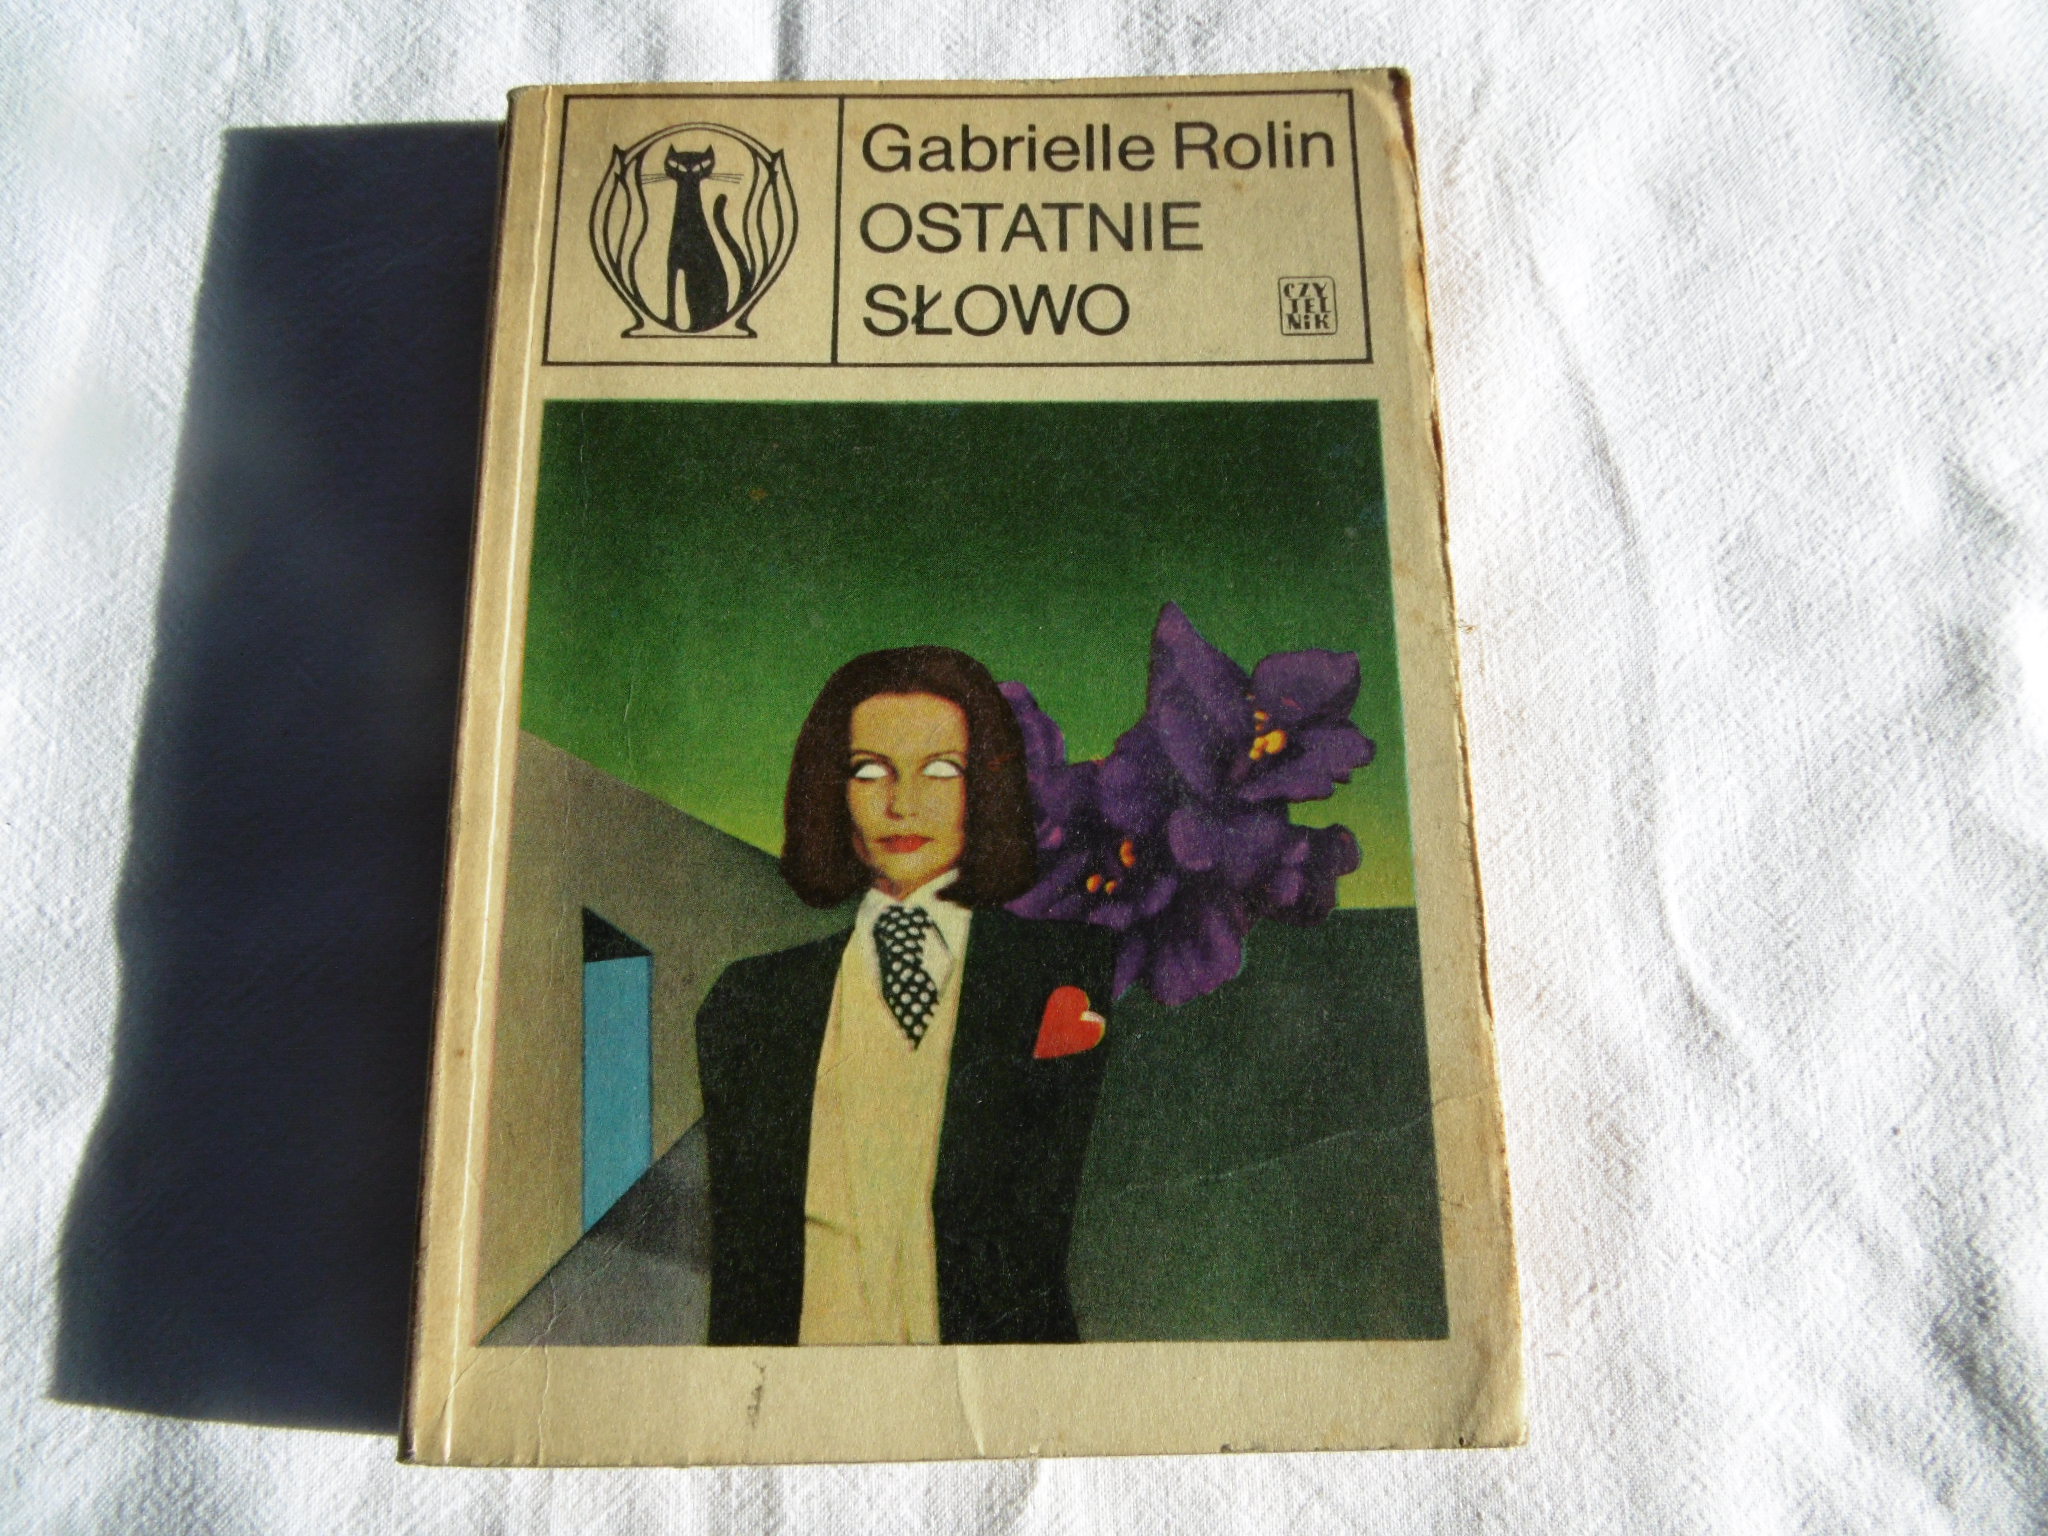 Gabrielle Rolin
OSTATNIE
SŁOWO
CZY
TEL
NiK